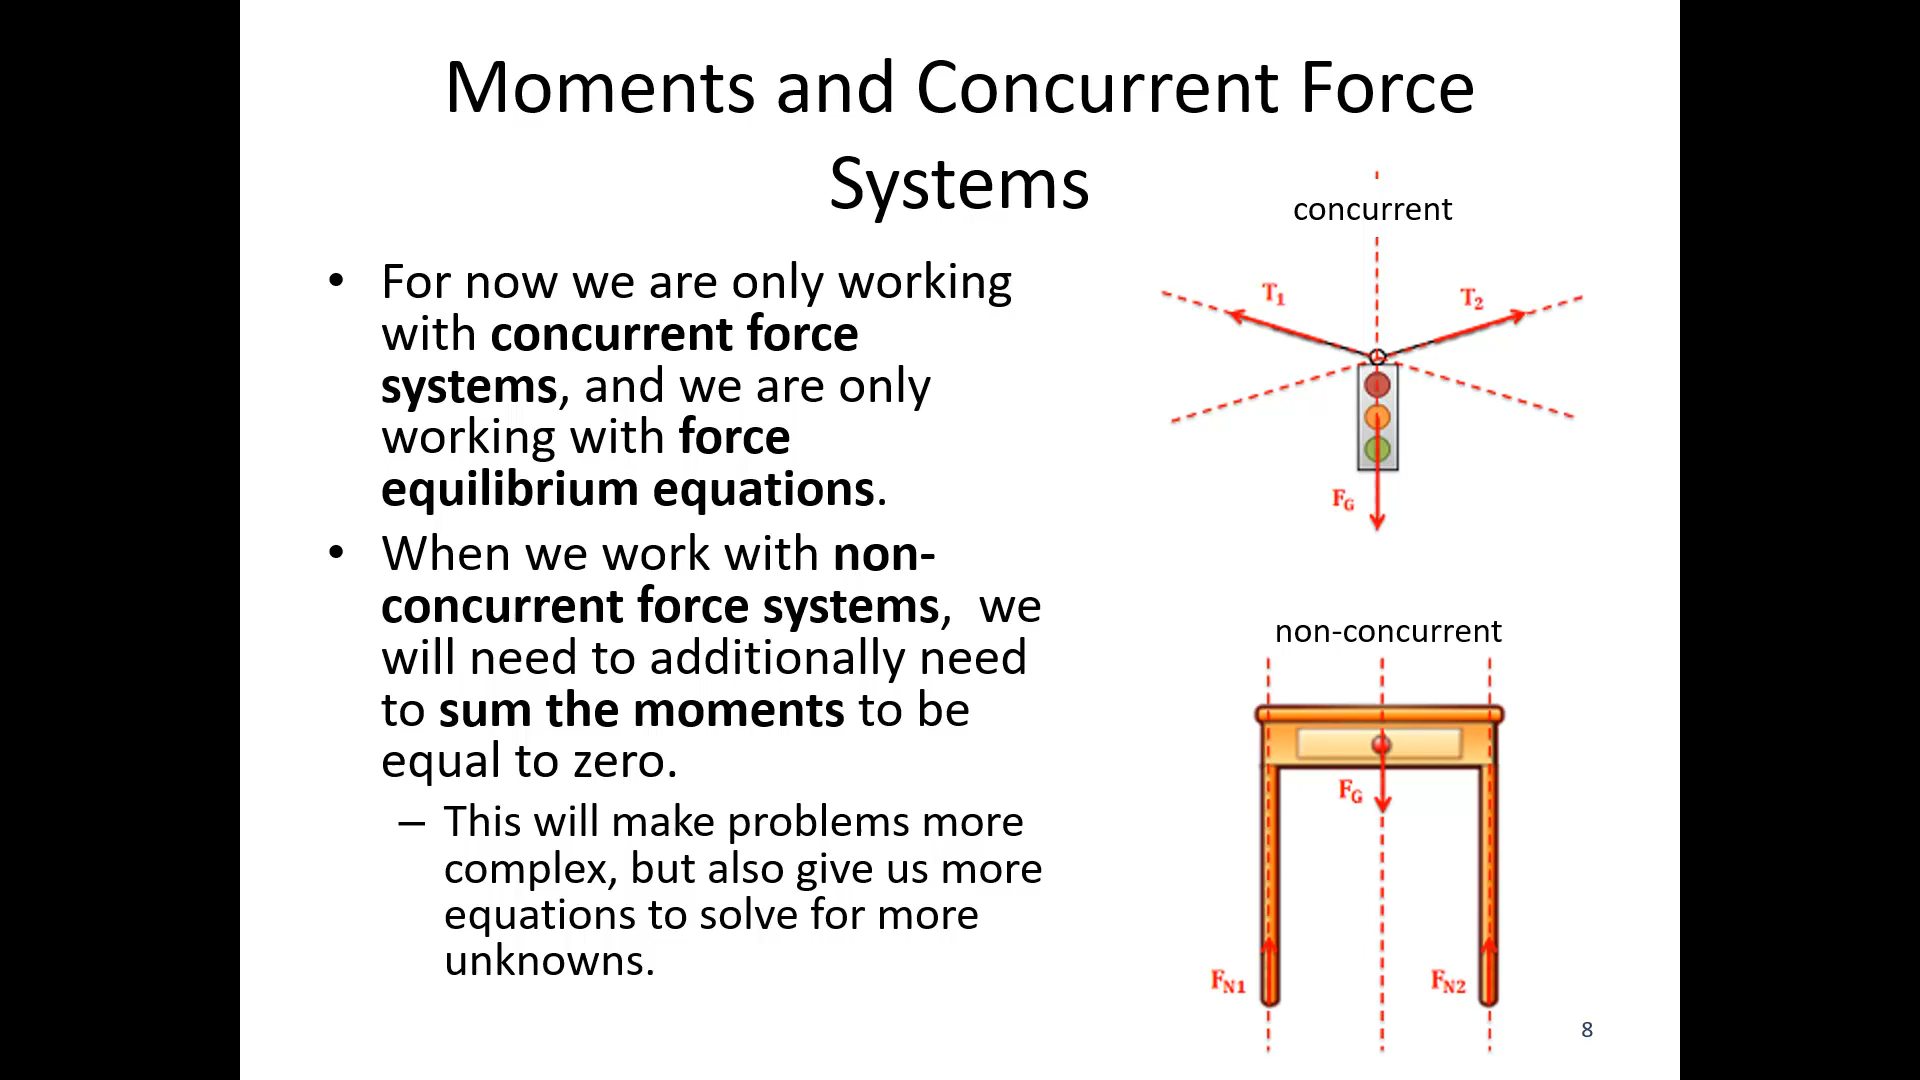 Moments and Concurrent Force
Systems
• For now we are only working
with concurrent force
systems, and we are only
working with force
equilibrium equations.
• When we work with non-
concurrent force systems,  we
will need to additionally need
to sum the moments to be
equal to zero.
– This will make problems more
complex, but also give us more
equations to solve for more
unknowns.
concurrent
T1
T2
FG
non-concurrent
FG
FN1
FN2
8